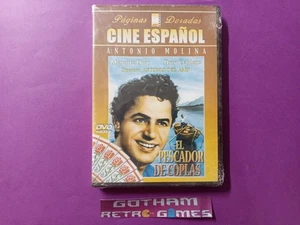 Páginas Doradas
CINE ESPAÑOL
ANTONIO MOLINA
DVD
EL
PESCADOR
DE COPLAS
GOTHAM
RETRO-GAMES